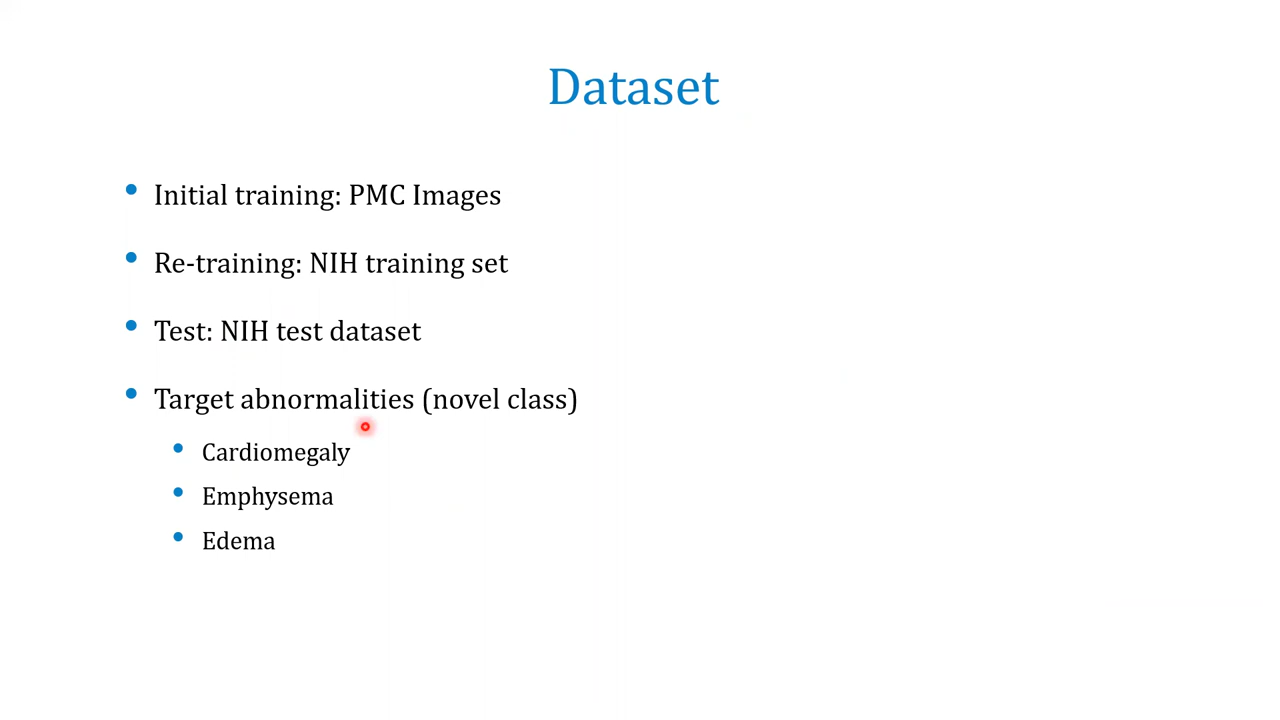 Dataset
Initial training: PMC Images
Re-training: NIH training set
Test: NIH test dataset
Target abnormalities (novel class)
Cardiomegaly
Emphysema
Edema